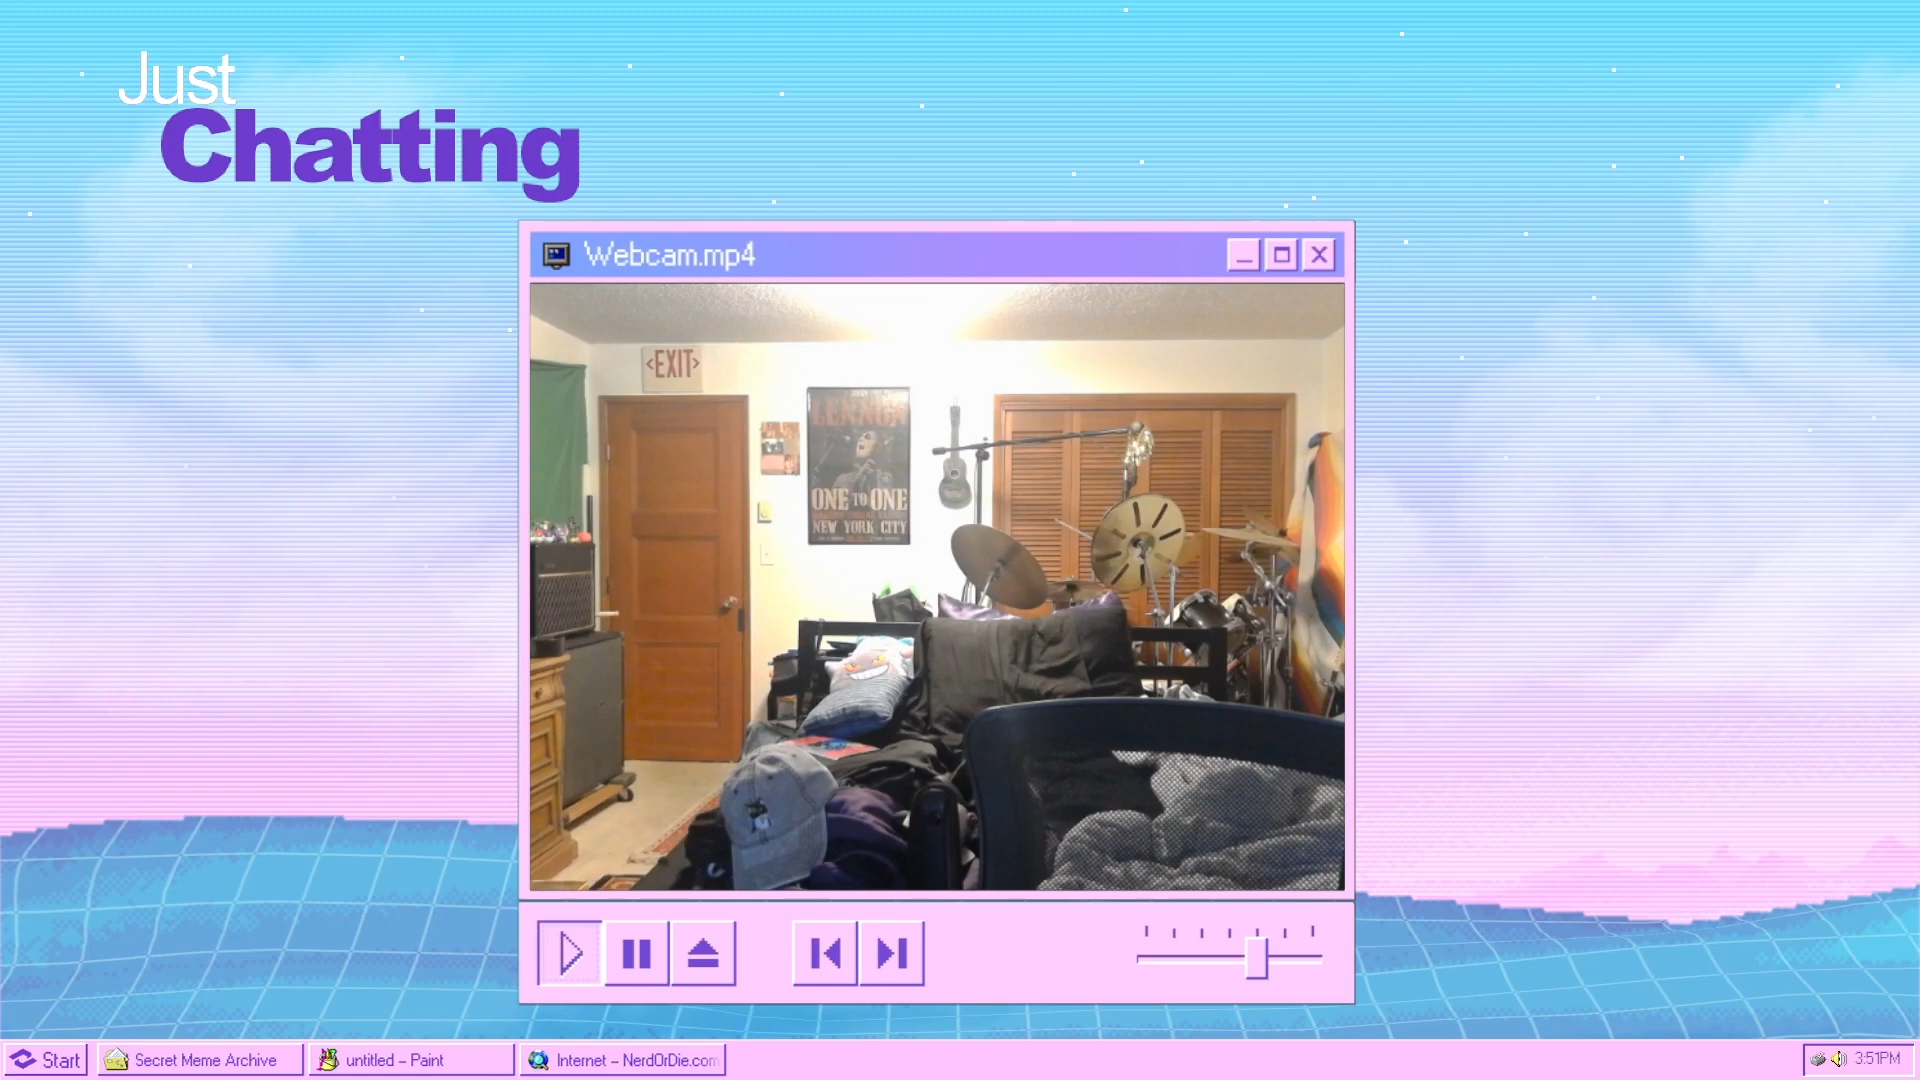 Just
Chatting
Webcam.mp4
<EXIT>
LENNON
ONE TO ONE
NEW YORK CITY
Start
Secret Meme Archive
untitled – Paint
Internet – NerdOrDie.com
3:51PM